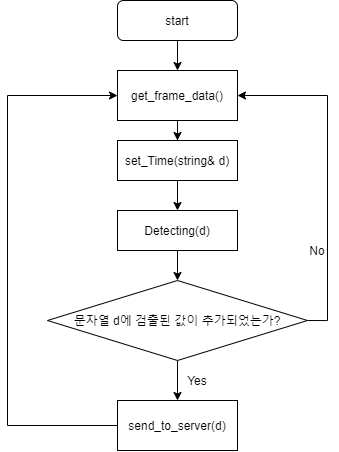 start
get_frame_data()
set_Time(string& d)
Detecting(d)
No
문자열 d에 검출된 값이 추가되었는가?
Yes
send_to_server(d)